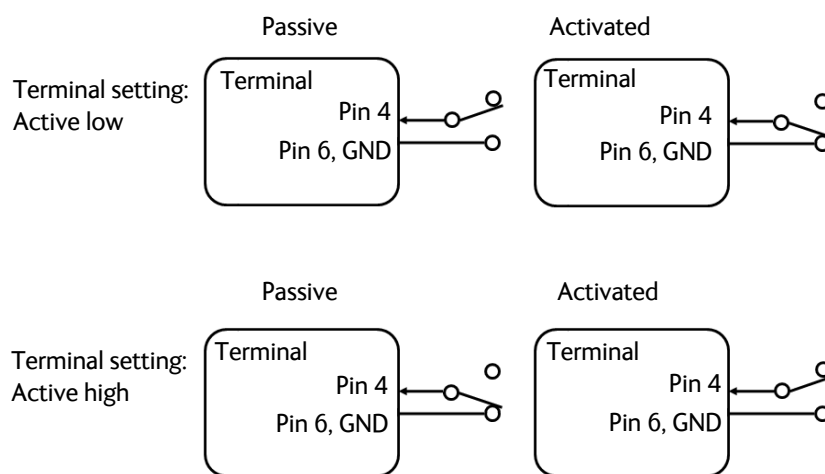 Passive
Activated
Terminal setting:
Active low
Terminal
Pin 4
Pin 6, GND
Terminal
Pin 4
Pin 6, GND
Passive
Activated
Terminal setting:
Active high
Terminal
Pin 4
Pin 6, GND
Terminal
Pin 4
Pin 6, GND